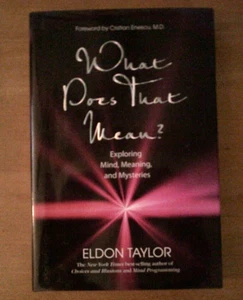 Foreword by Cristian Enescu M.D.
What
Does That
Mean?
Exploring
Mind, Meaning,
and Mysteries
ELDON TAYLOR
The New York Times best-selling author of
Choices and Illusions and Mind Programming